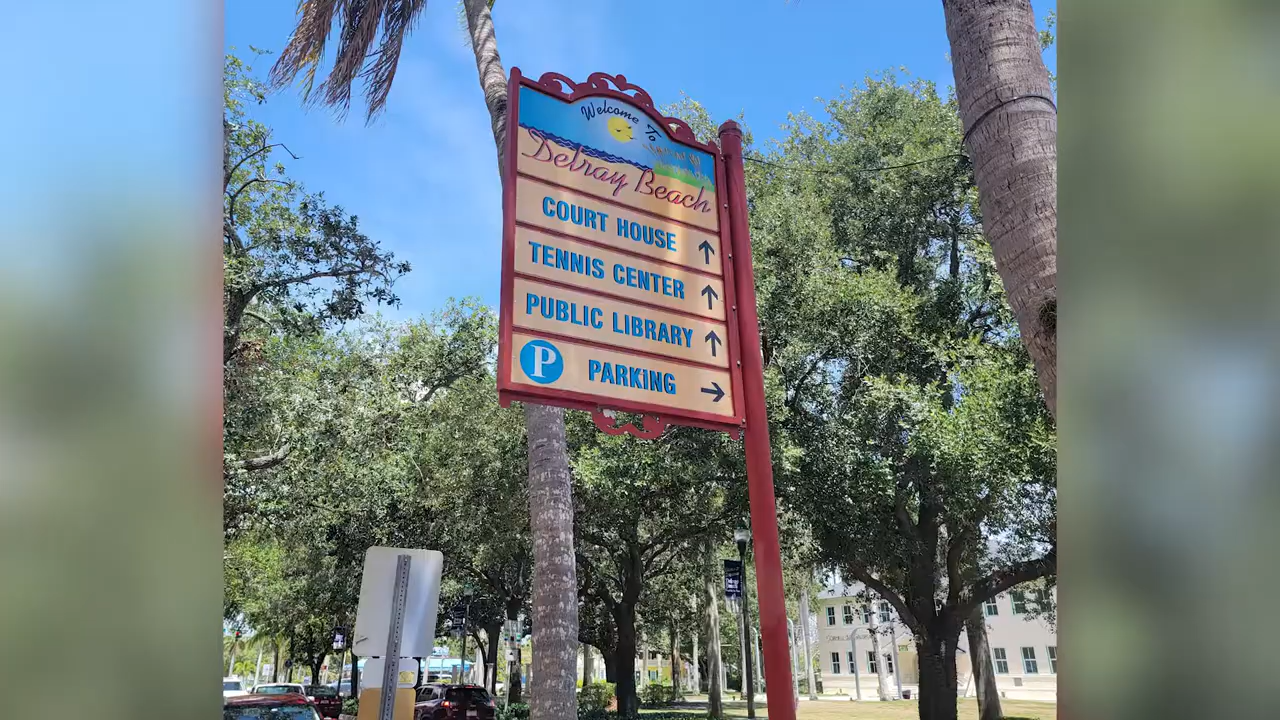 Welcome To
Delray Beach
COURT HOUSE ↑
TENNIS CENTER ↑
PUBLIC LIBRARY ↑
P PARKING →